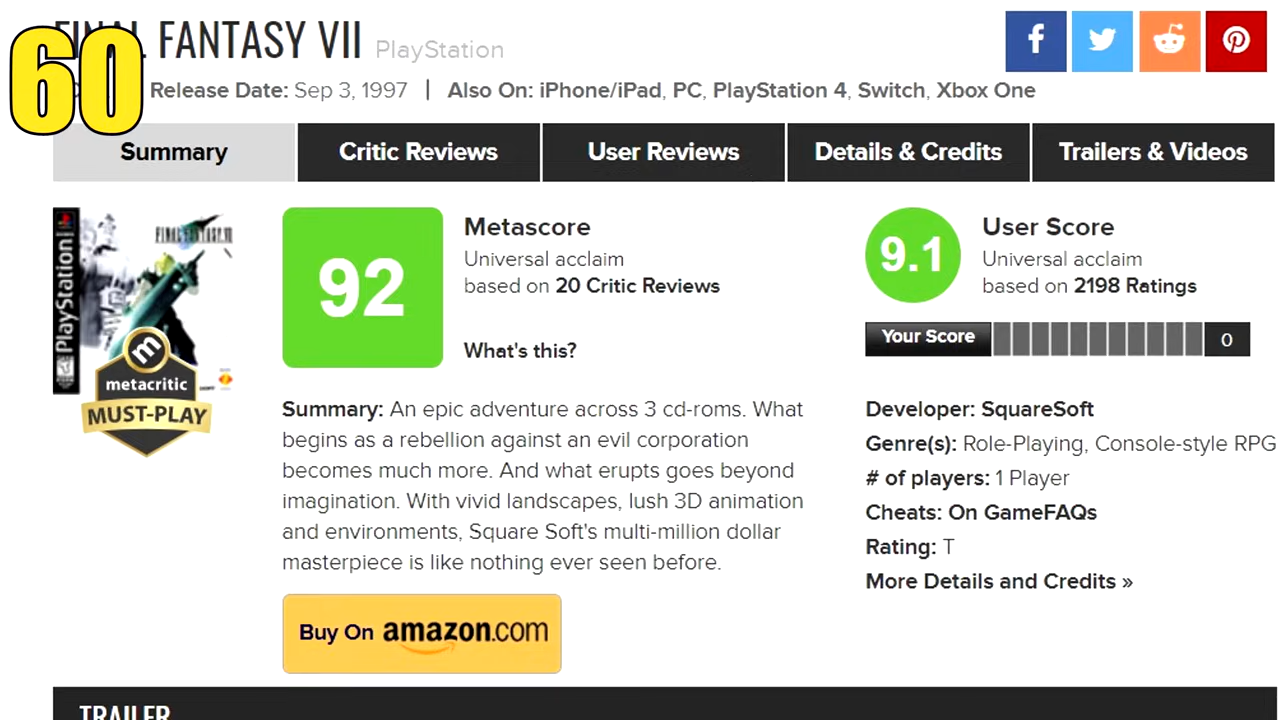 60
FINAL FANTASY VII PlayStation
Release Date: Sep 3, 1997 | Also On: iPhone/iPad, PC, PlayStation 4, Switch, Xbox One
Summary Critic Reviews User Reviews Details & Credits Trailers & Videos
PlayStation
FINAL FANTASY VII
metacritic
MUST-PLAY
92
Metascore
Universal acclaim
based on 20 Critic Reviews
What's this?
9.1
User Score
Universal acclaim
based on 2198 Ratings
Your Score 0
Summary: An epic adventure across 3 cd-roms. What
begins as a rebellion against an evil corporation
becomes much more. And what erupts goes beyond
imagination. With vivid landscapes, lush 3D animation
and environments, Square Soft's multi-million dollar
masterpiece is like nothing ever seen before.
Buy On amazon.com
Developer: SquareSoft
Genre(s): Role-Playing, Console-style RPG
# of players: 1 Player
Cheats: On GameFAQs
Rating: T
More Details and Credits »
TRAILER